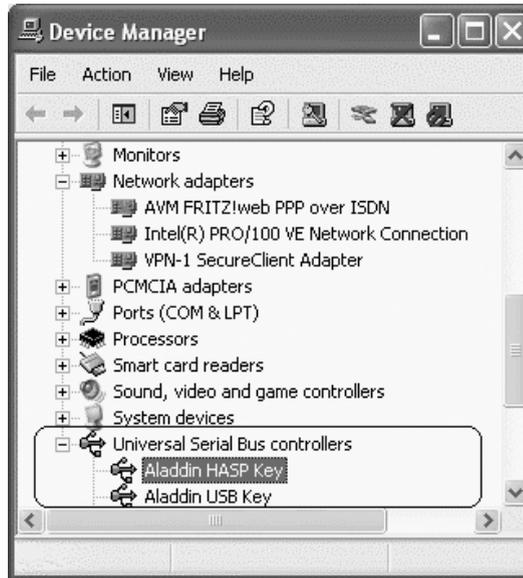 Device Manager
File Action View Help
Monitors
Network adapters
AVM FRITZ!web PPP over ISDN
Intel(R) PRO/100 VE Network Connection
VPN-1 SecureClient Adapter
PCMCIA adapters
Ports (COM & LPT)
Processors
Smart card readers
Sound, video and game controllers
System devices
Universal Serial Bus controllers
Aladdin HASP Key
Aladdin USB Key